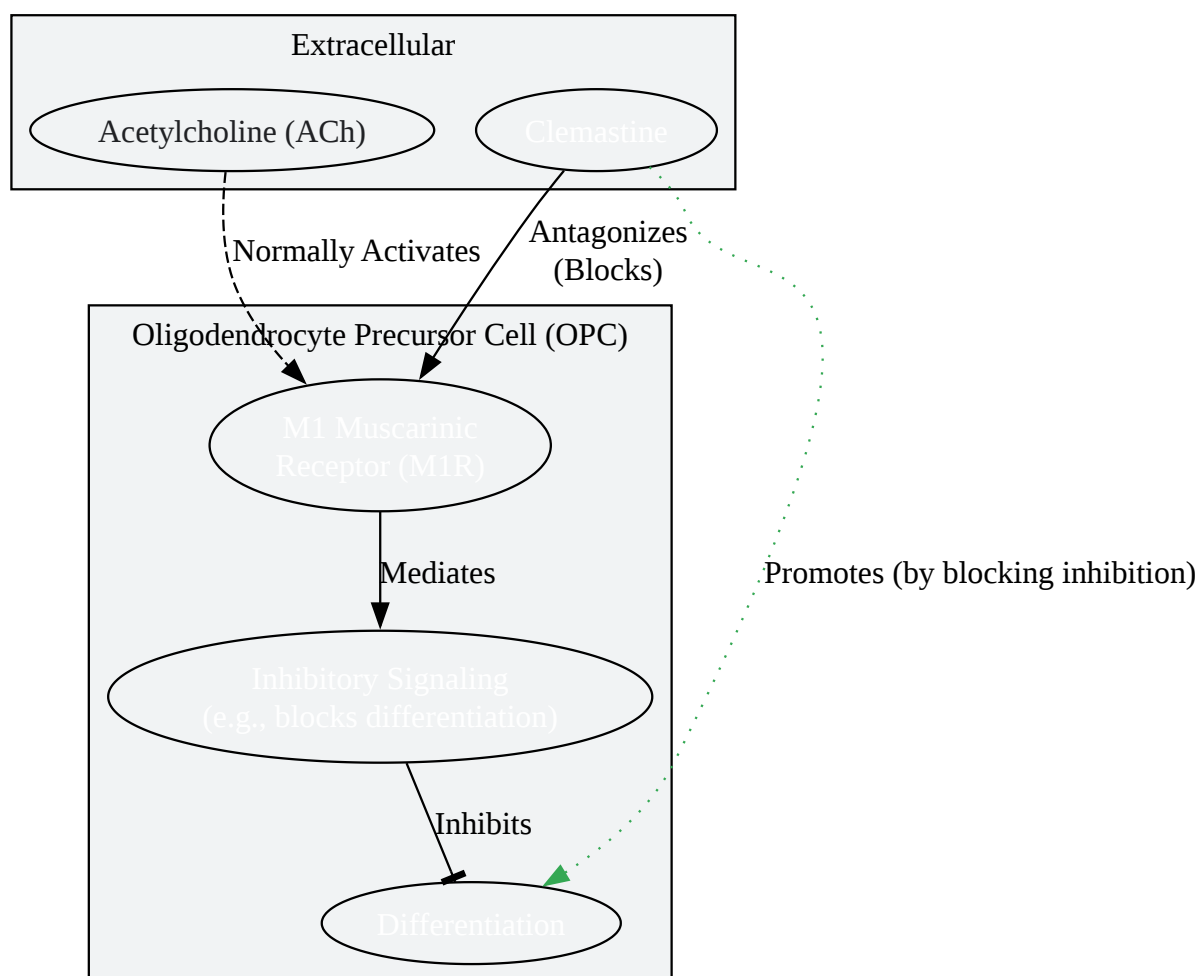 Extracellular
Acetylcholine (ACh)
Clemastine
Normally Activates
Antagonizes
(Blocks)
Oligodendrocyte Precursor Cell (OPC)
M1 Muscarinic
Receptor (M1R)
Mediates
Promotes (by blocking inhibition)
Inhibitory Signaling
(e.g., blocks differentiation)
Inhibits
Differentiation